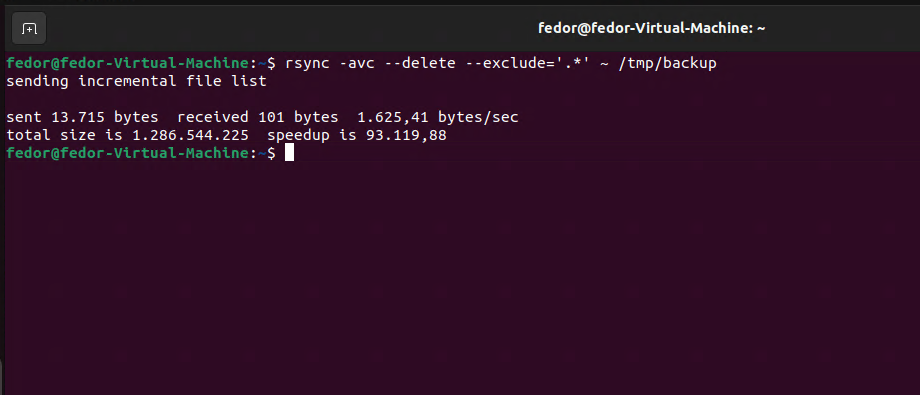 fedor@fedor-Virtual-Machine: ~
fedor@fedor-Virtual-Machine:~$ rsync -avc --delete --exclude='.*' ~ /tmp/backup
sending incremental file list
sent 13.715 bytes  received 101 bytes  1.625,41 bytes/sec
total size is 1.286.544.225  speedup is 93.119,88
fedor@fedor-Virtual-Machine:~$